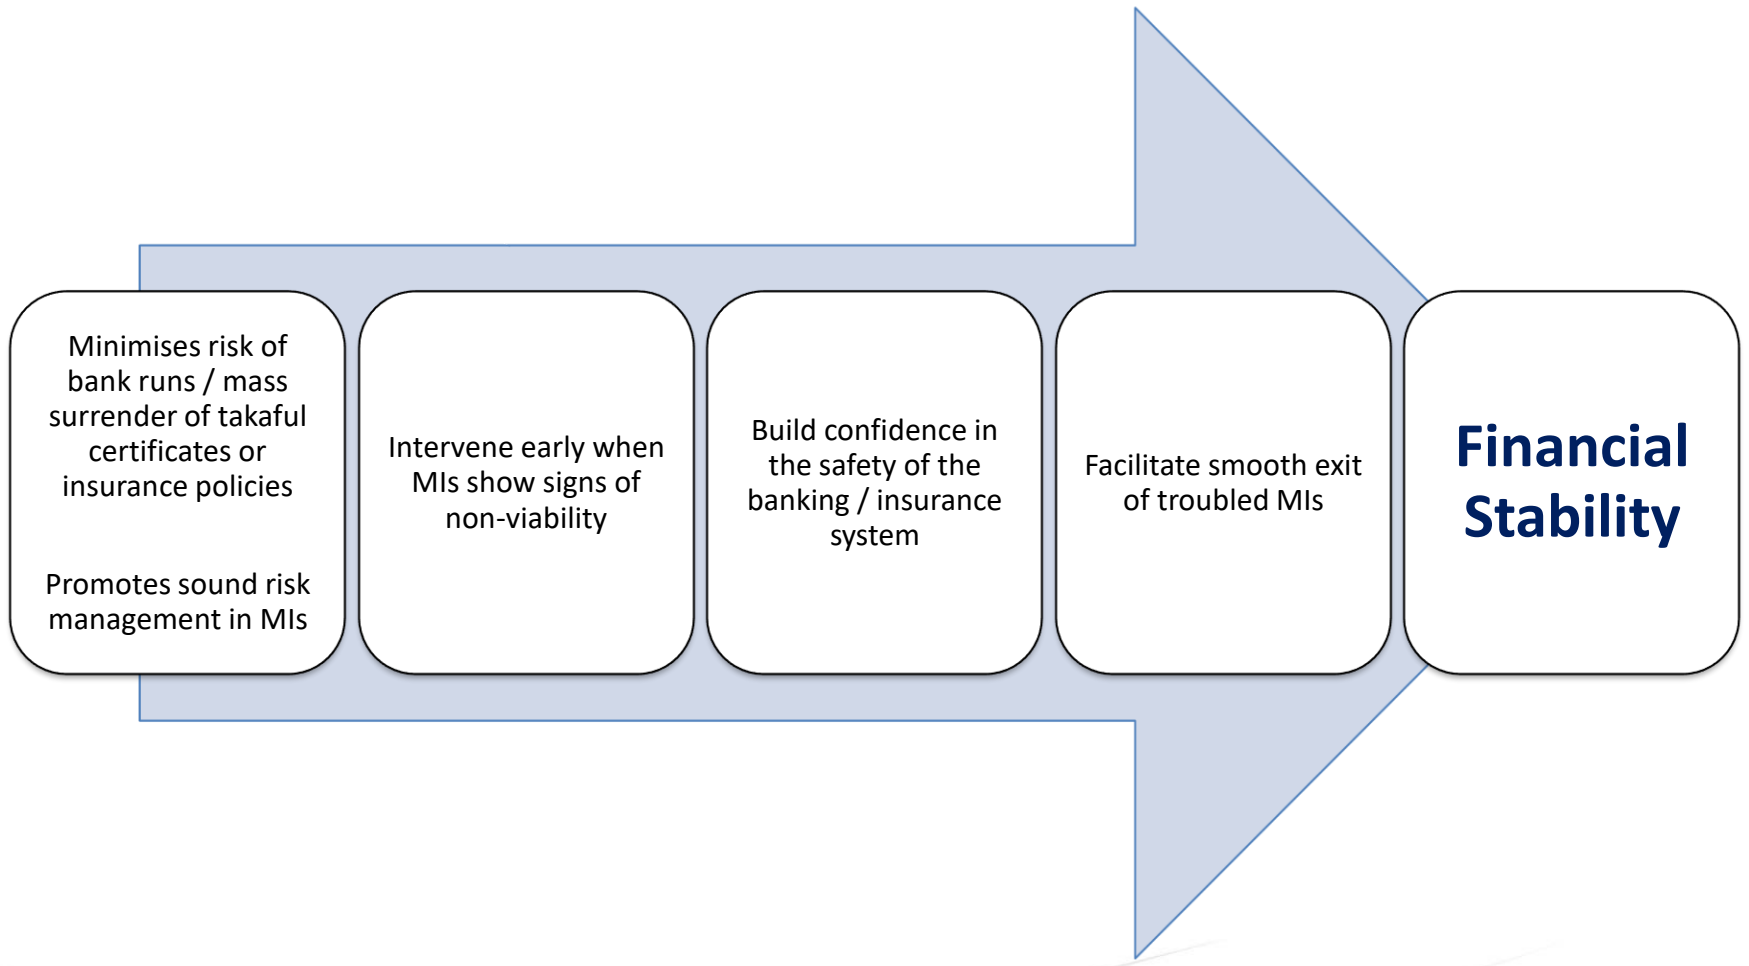 Minimises risk of
bank runs / mass
surrender of takaful
certificates or
insurance policies
Promotes sound risk
management in MIs
Intervene early when
MIs show signs of
non-viability
Build confidence in
the safety of the
banking / insurance
system
Facilitate smooth exit
of troubled MIs
Financial
Stability